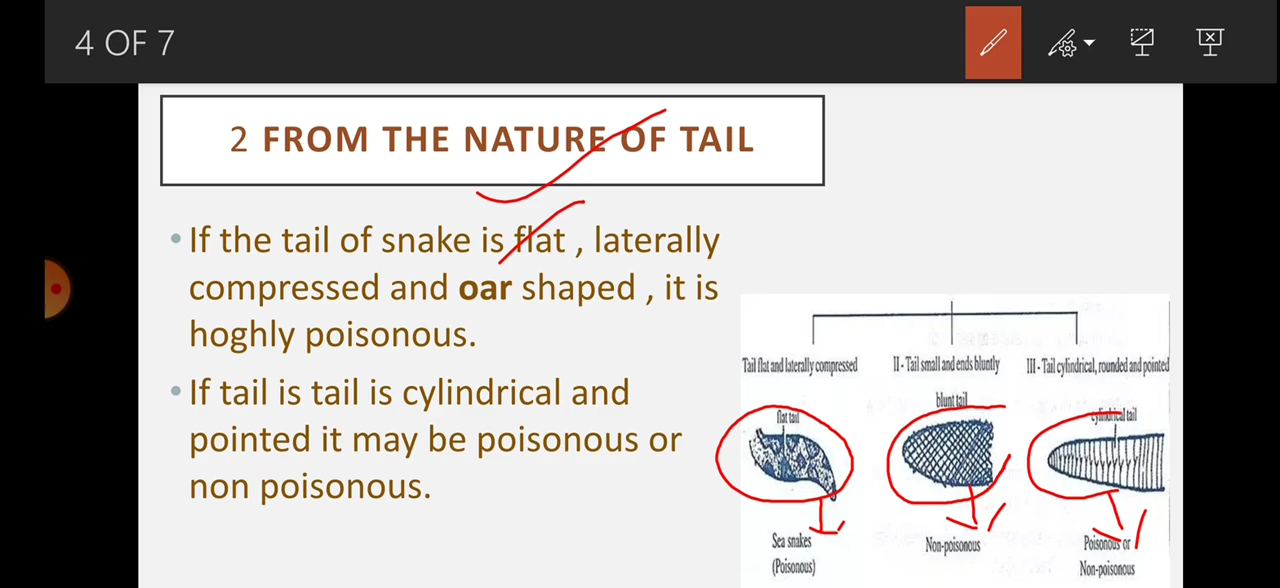 4 OF 7
2 FROM THE NATURE OF TAIL
• If the tail of snake is flat , laterally
compressed and oar shaped , it is
hoghly poisonous.
• If tail is tail is cylindrical and
pointed it may be poisonous or
non poisonous.
Tail flat and laterally compressed
II - Tail small and ends bluntly
III - Tail cylindrical, rounded and pointed
flat tail
blunt tail
cylindrical tail
Sea snakes
(Poisonous)
Non-poisonous
Poisonous or
Non-poisonous